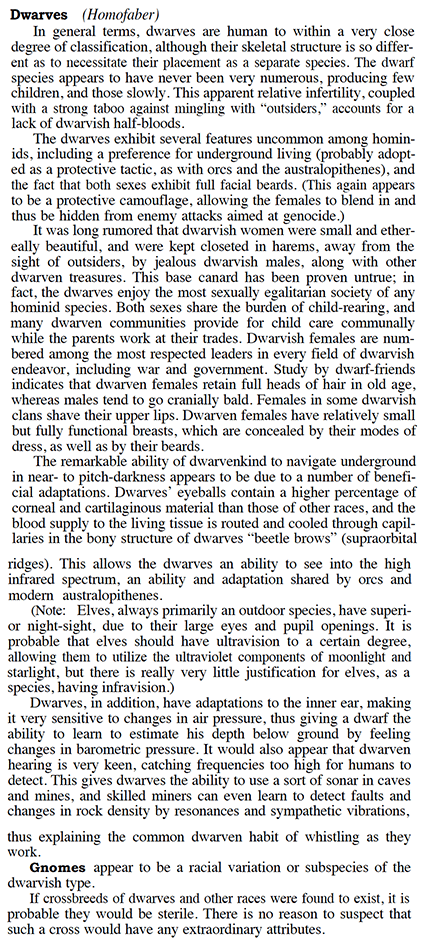 Dwarves (Homofaber)
In general terms, dwarves are human to within a very close
degree of classification, although their skeletal structure is so differ-
ent as to necessitate their placement as a separate species. The dwarf
species appears to have never been very numerous, producing few
children, and those slowly. This apparent relative infertility, coupled
with a strong taboo against mingling with “outsiders,” accounts for a
lack of dwarvish half-bloods.
The dwarves exhibit several features uncommon among homin-
ids, including a preference for underground living (probably adopt-
ed as a protective tactic, as with orcs and the australopithenes), and
the fact that both sexes exhibit full facial beards. (This again appears
to be a protective camouflage, allowing the females to blend in and
thus be hidden from enemy attacks aimed at genocide.)
It was long rumored that dwarvish women were small and ether-
eally beautiful, and were kept closeted in harems, away from the
sight of outsiders, by jealous dwarvish males, along with other
dwarven treasures. This base canard has been proven untrue; in
fact, the dwarves enjoy the most sexually egalitarian society of any
hominid species. Both sexes share the burden of child-rearing, and
many dwarven communities provide for child care communally
while the parents work at their trades. Dwarvish females are num-
bered among the most respected leaders in every field of dwarvish
endeavor, including war and government. Study by dwarf-friends
indicates that dwarven females retain full heads of hair in old age,
whereas males tend to go cranially bald. Females in some dwarvish
clans shave their upper lips. Dwarven females have relatively small
but fully functional breasts, which are concealed by their modes of
dress, as well as by their beards.
The remarkable ability of dwarvenkind to navigate underground
in near- to pitch-darkness appears to be due to a number of benefi-
cial adaptations. Dwarves’ eyeballs contain a higher percentage of
corneal and cartilaginous material than those of other races, and the
blood supply to the living tissue is routed and cooled through capil-
laries in the bony structure of dwarves “beetle brows” (supraorbital
ridges). This allows the dwarves an ability to see into the high
infrared spectrum, an ability and adaptation shared by orcs and
modern australopithenes.
(Note: Elves, always primarily an outdoor species, have superi-
or night-sight, due to their large eyes and pupil openings. It is
probable that elves should have ultravision to a certain degree,
allowing them to utilize the ultraviolet components of moonlight and
starlight, but there is really very little justification for elves, as a
species, having infravision.)
Dwarves, in addition, have adaptations to the inner ear, making
it very sensitive to changes in air pressure, thus giving a dwarf the
ability to learn to estimate his depth below ground by feeling
changes in barometric pressure. It would also appear that dwarven
hearing is very keen, catching frequencies too high for humans to
detect. This gives dwarves the ability to use a sort of sonar in caves
and mines, and skilled miners can even learn to detect faults and
changes in rock density by resonances and sympathetic vibrations,
thus explaining the common dwarven habit of whistling as they
work.
Gnomes appear to be a racial variation or subspecies of the
dwarvish type.
If crossbreeds of dwarves and other races were found to exist, it is
probable they would be sterile. There is no reason to suspect that
such a cross would have any extraordinary attributes.